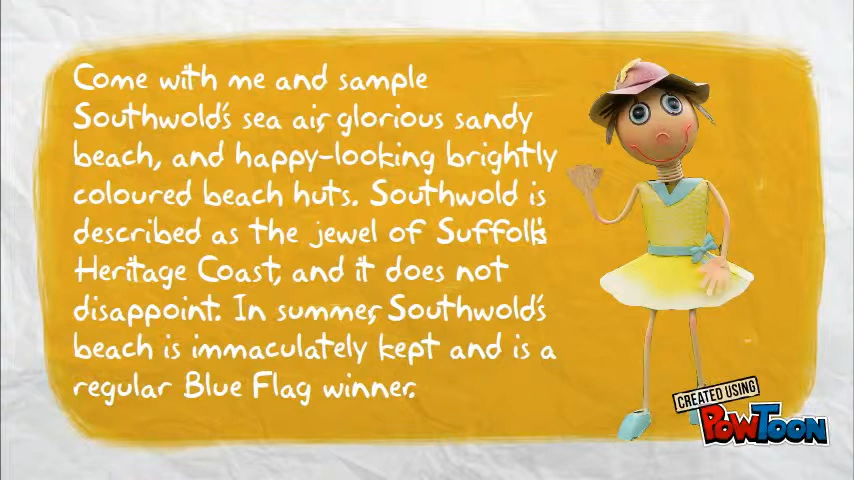 Come with me and sample
Southwold's sea air, glorious sandy
beach, and happy-looking brightly
coloured beach huts. Southwold is
described as the jewel of Suffolk's
Heritage Coast, and it does not
disappoint. In summer, Southwold's
beach is immaculately kept and is a
regular Blue Flag winner.
CREATED USING
POWTOON